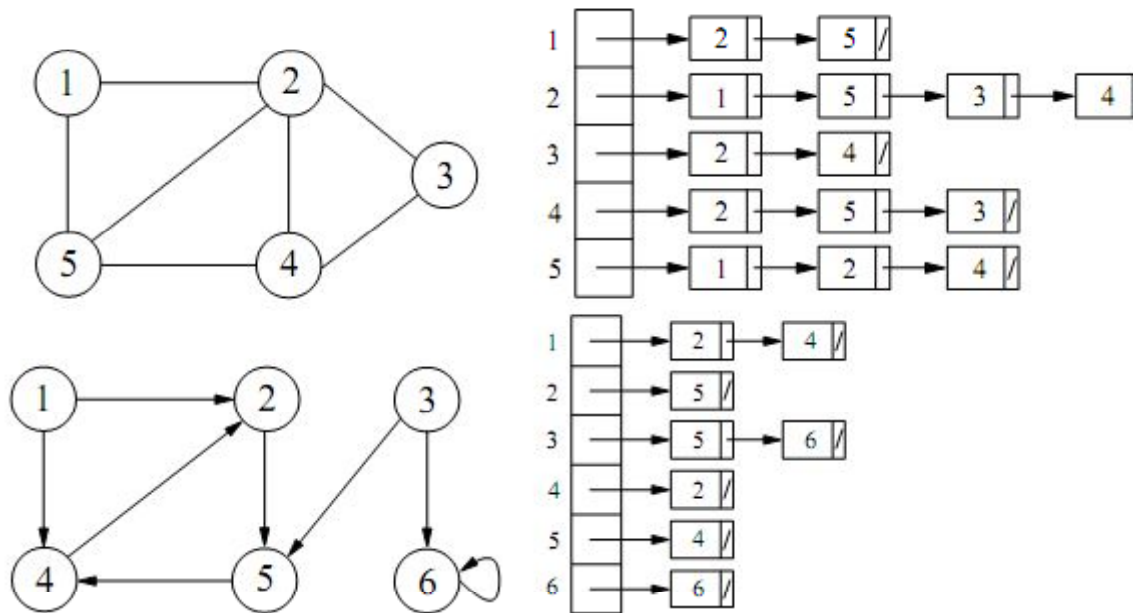 1 2 3 5 4
1 2 5 /
2 1 5 3 4
3 2 4 /
4 2 5 3 /
5 1 2 4 /
1 2 3 4 5 6
1 2 4 /
2 5 /
3 5 6 /
4 2 /
5 4 /
6 6 /